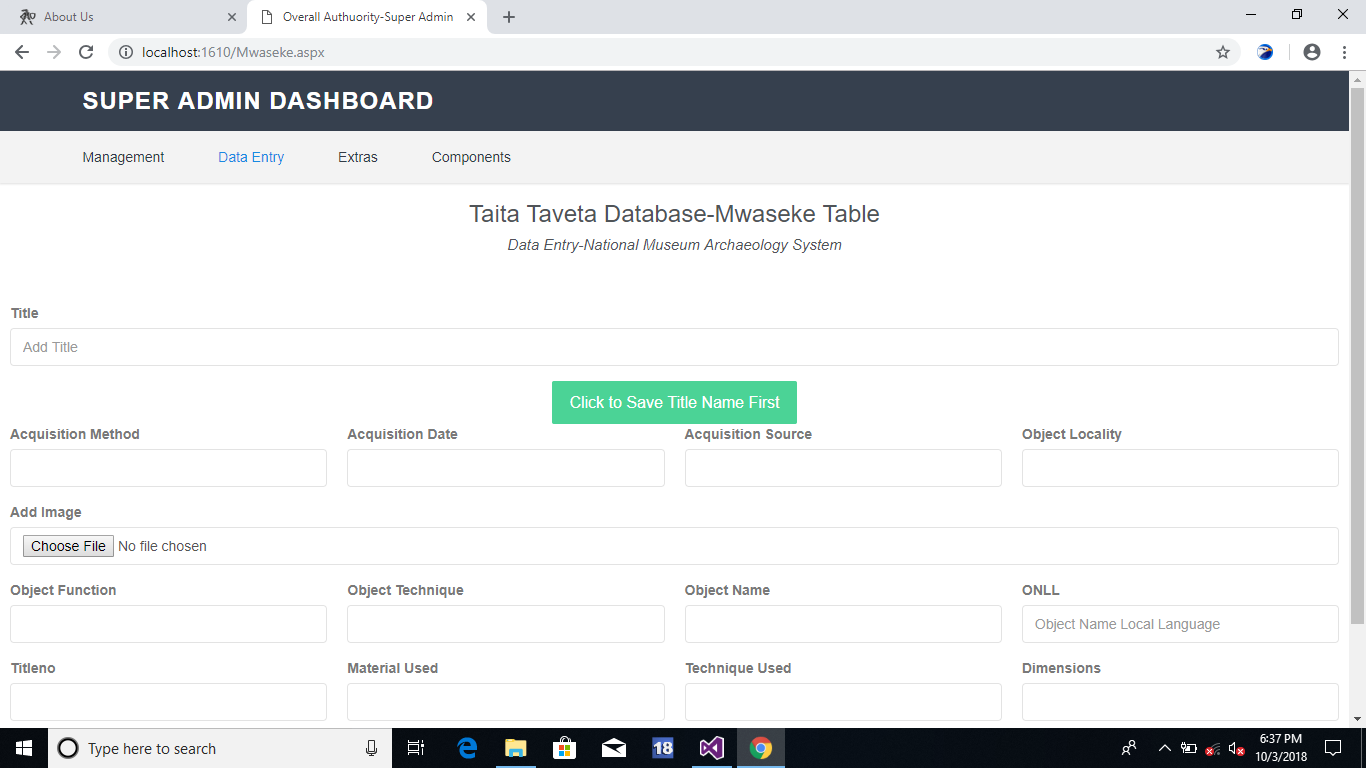 About Us
Overall Authuority-Super Admin
localhost:1610/Mwaseke.aspx
SUPER ADMIN DASHBOARD
Management Data Entry Extras Components
Taita Taveta Database-Mwaseke Table
Data Entry-National Museum Archaeology System
Title
Add Title
Click to Save Title Name First
Acquisition Method Acquisition Date Acquisition Source Object Locality
Add Image
Choose File No file chosen
Object Function Object Technique Object Name ONLL
Object Name Local Language
Titleno Material Used Technique Used Dimensions
Type here to search
18
6:37 PM
10/3/2018